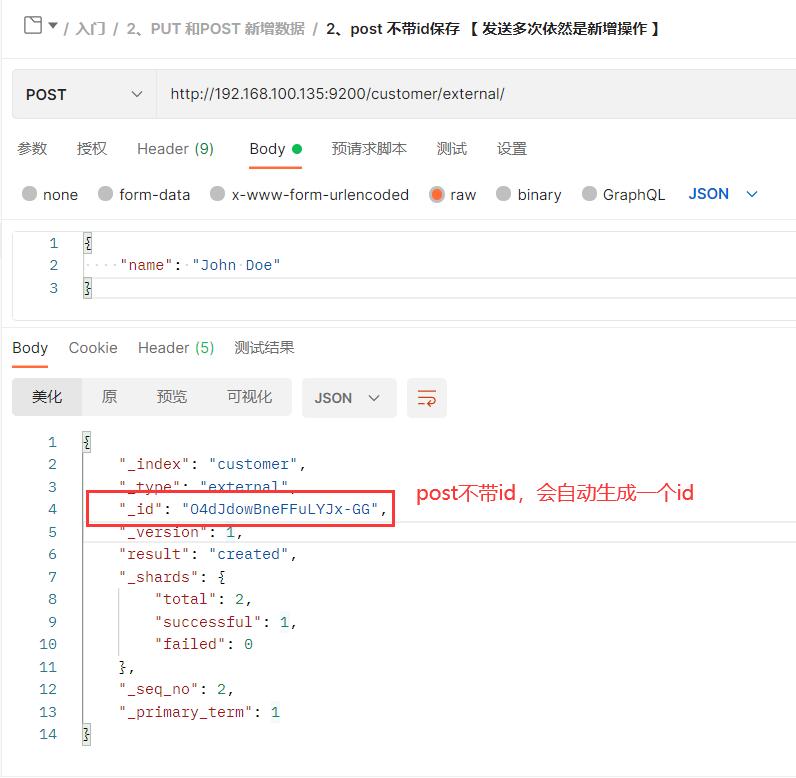 / 入门 / 2、PUT 和POST 新增数据 / 2、post 不带id保存 【 发送多次依然是新增操作 】
POST http://192.168.100.135:9200/customer/external/
参数 授权 Header (9) Body 预请求脚本 测试 设置
none form-data x-www-form-urlencoded raw binary GraphQL JSON
1 {
2 ···· "name":·"John·Doe"
3 }
Body Cookie Header (5) 测试结果
美化 原 预览 可视化 JSON
1 {
2 "_index": "customer",
3 "_type": "external",
4 "_id": "O4dJdowBneFFuLYJx-GG",
post不带id，会自动生成一个id
5 "_version": 1,
6 "result": "created",
7 "_shards": {
8 "total": 2,
9 "successful": 1,
10 "failed": 0
11 },
12 "_seq_no": 2,
13 "_primary_term": 1
14 }